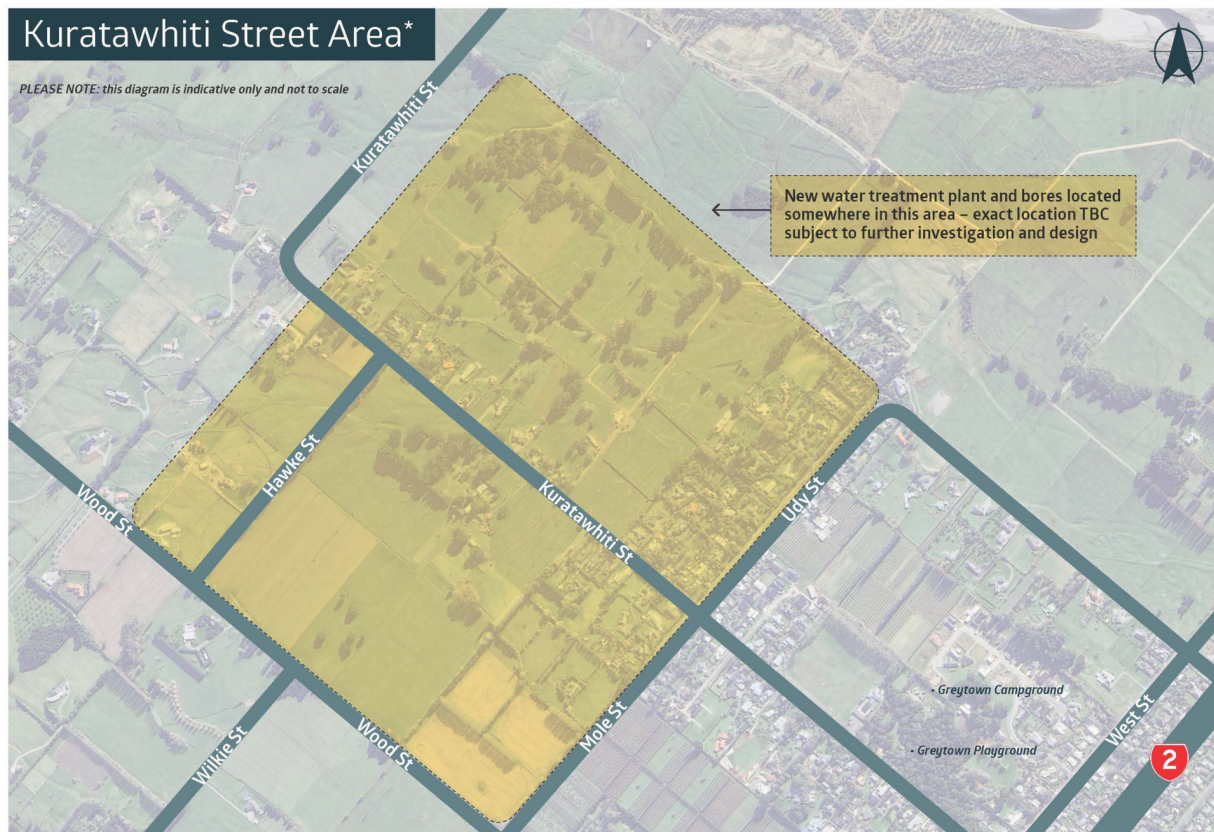 Kuratawhiti Street Area*
PLEASE NOTE: this diagram is indicative only and not to scale
Kuratawhiti St
New water treatment plant and bores located
somewhere in this area – exact location TBC
subject to further investigation and design
Hawke St
Wood St
Kuratawhiti St
Udy St
Wilkie St
Wood St
Mole St
• Greytown Campground
• Greytown Playground
West St
2